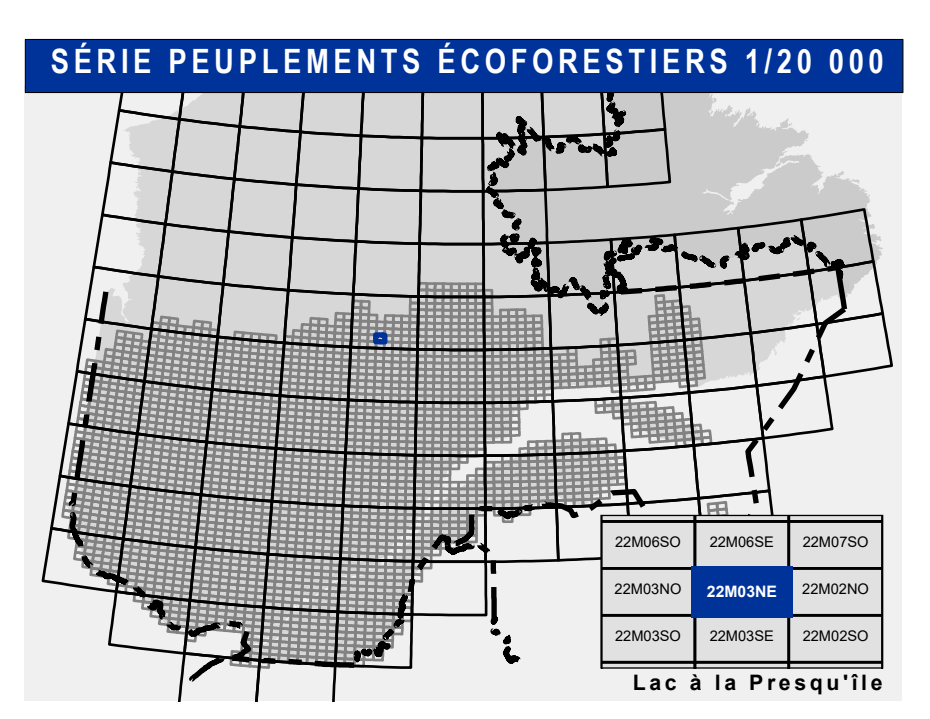 SÉRIE PEUPLEMENTS ÉCOFORESTIERS 1/20 000
22M06SO 22M06SE 22M07SO
22M03NO 22M03NE 22M02NO
22M03SO 22M03SE 22M02SO
Lac à la Presqu'île